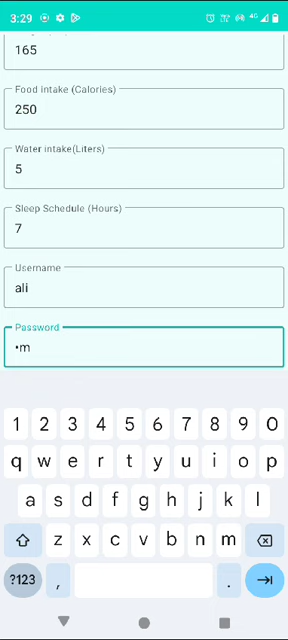 3:29
4G
165
Food intake (Calories)
250
Water intake(Liters)
5
Sleep Schedule (Hours)
7
Username
ali
Password
•m
1 2 3 4 5 6 7 8 9 0
q w e r t y u i o p
a s d f g h j k l
z x c v b n m
?123 , .